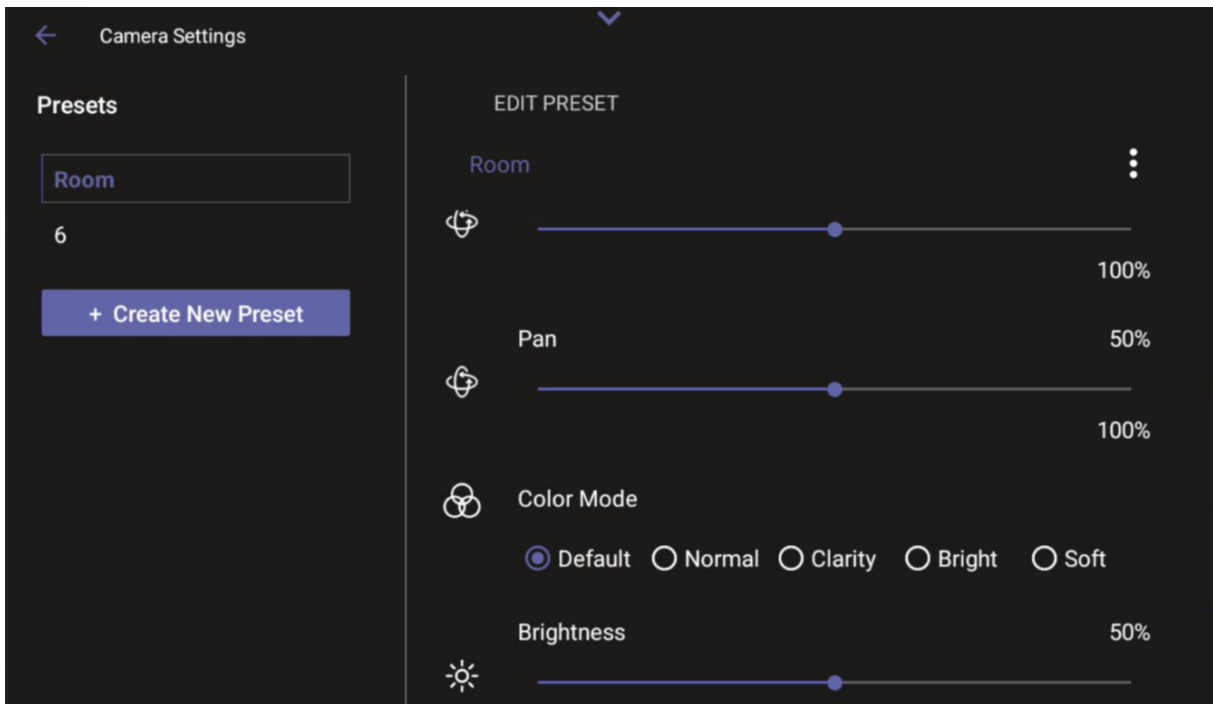 Camera Settings
Presets
Room
6
+ Create New Preset
EDIT PRESET
Room
100%
Pan 50%
100%
Color Mode
Default Normal Clarity Bright Soft
Brightness 50%